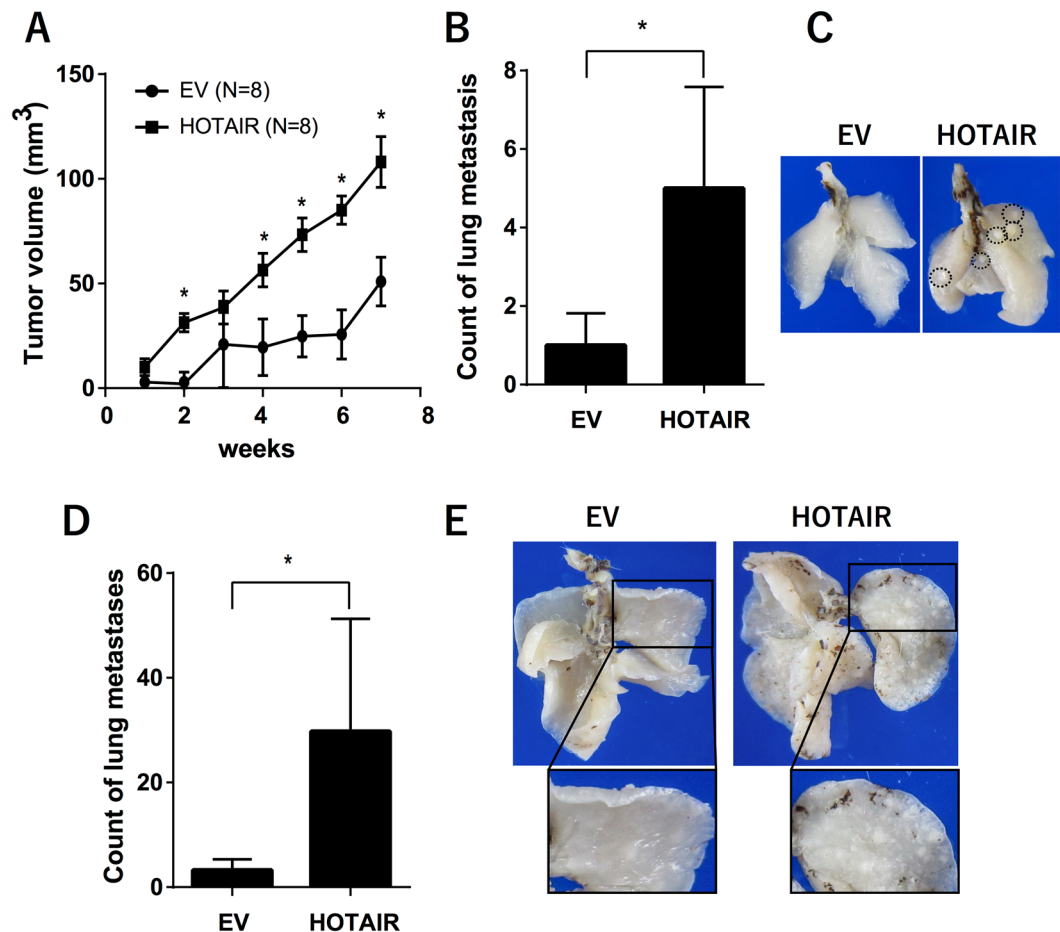 A
Tumor volume (mm3)
150
100
50
0
EV (N=8)
HOTAIR (N=8)
*
*
*
*
*
0
2
4
6
8
weeks
B
Count of lung metastasis
8
6
4
2
0
*
EV
HOTAIR
C
EV
HOTAIR
D
Count of lung metastases
60
40
20
0
*
EV
HOTAIR
E
EV
HOTAIR